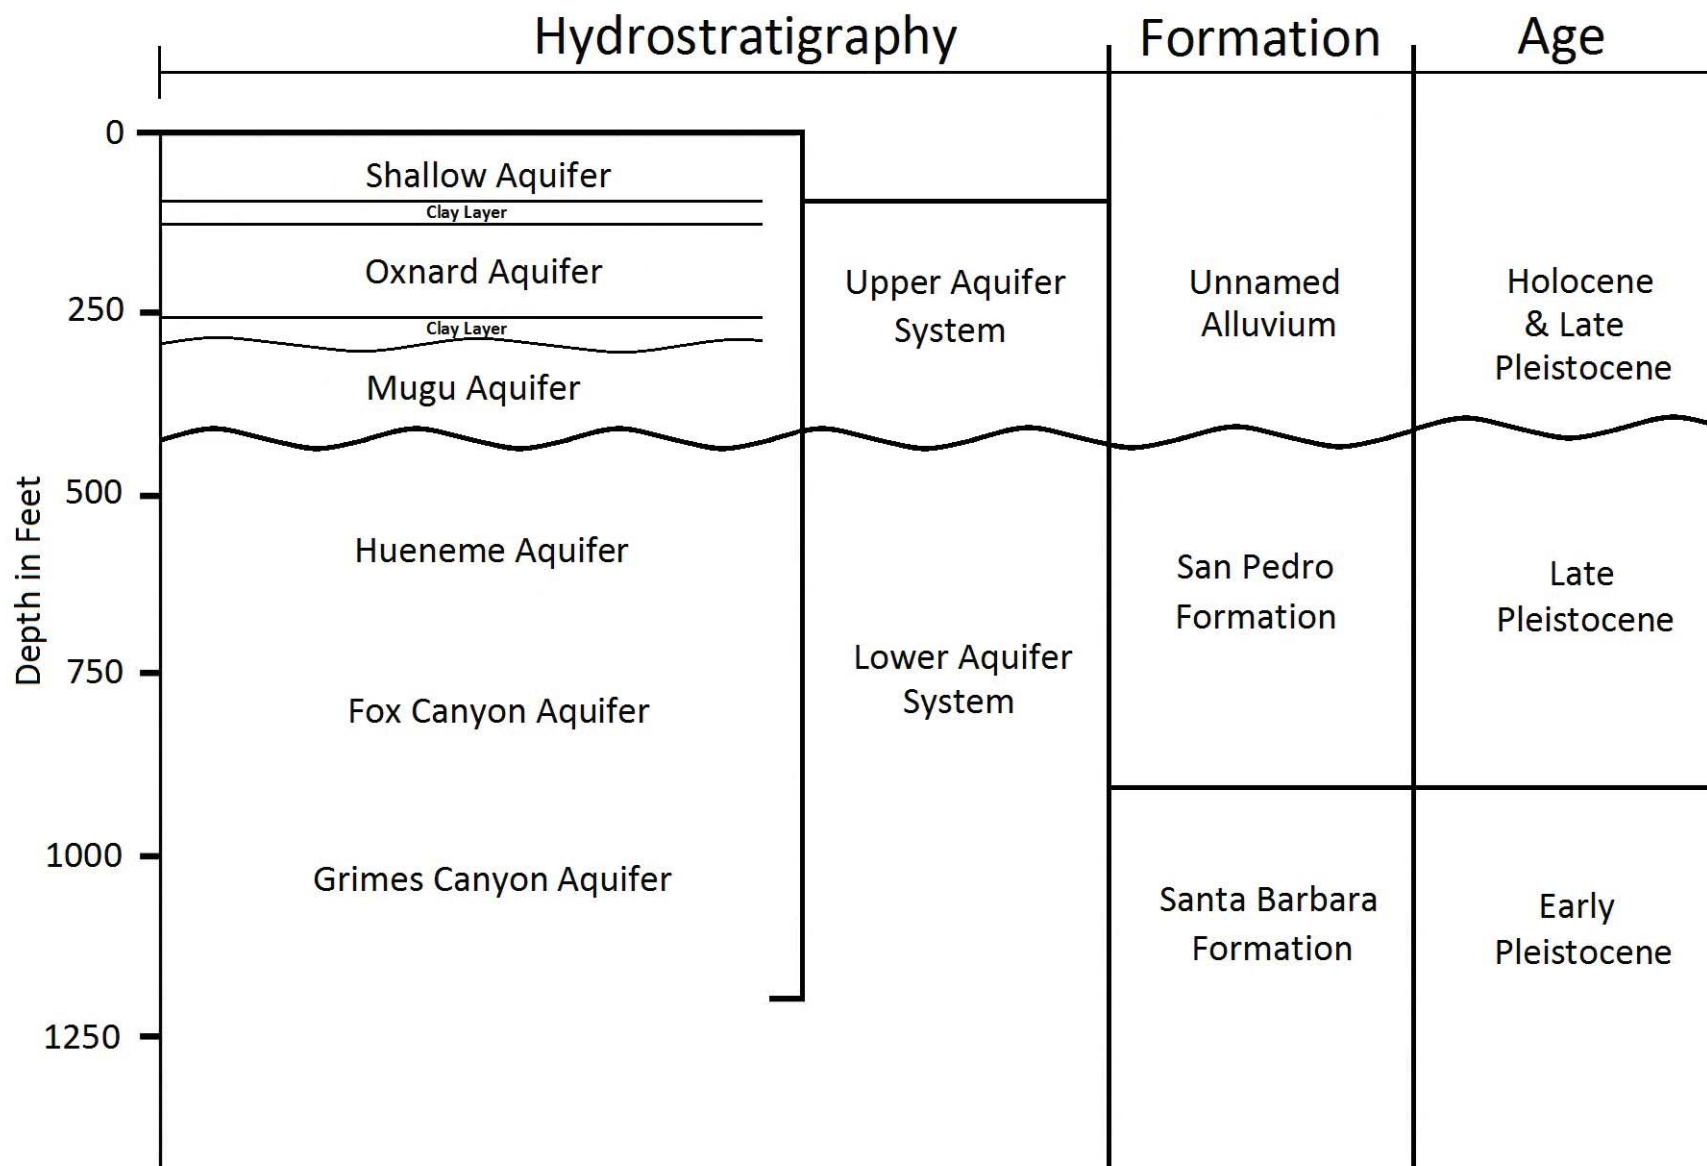 Hydrostratigraphy
Formation
Age
0
Shallow Aquifer
Clay Layer
Oxnard Aquifer
250
Clay Layer
Mugu Aquifer
Upper Aquifer
System
Unnamed
Alluvium
Holocene
& Late
Pleistocene
Depth in Feet
500
Hueneme Aquifer
750
Fox Canyon Aquifer
1000
Grimes Canyon Aquifer
1250
Lower Aquifer
System
San Pedro
Formation
Late
Pleistocene
Santa Barbara
Formation
Early
Pleistocene